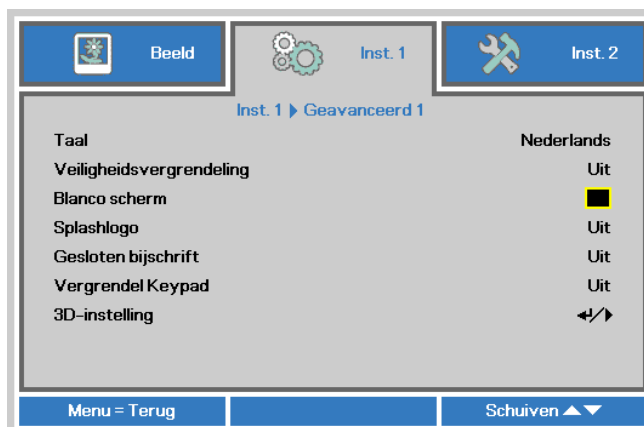 Beeld
Inst. 1
Inst. 2
Inst. 1 Geavanceerd 1
Taal Nederlands
Veiligheidsvergrendeling Uit
Blanco scherm
Splashlogo Uit
Gesloten bijschrift Uit
Vergrendel Keypad Uit
3D-instelling
Menu = Terug
Schuiven